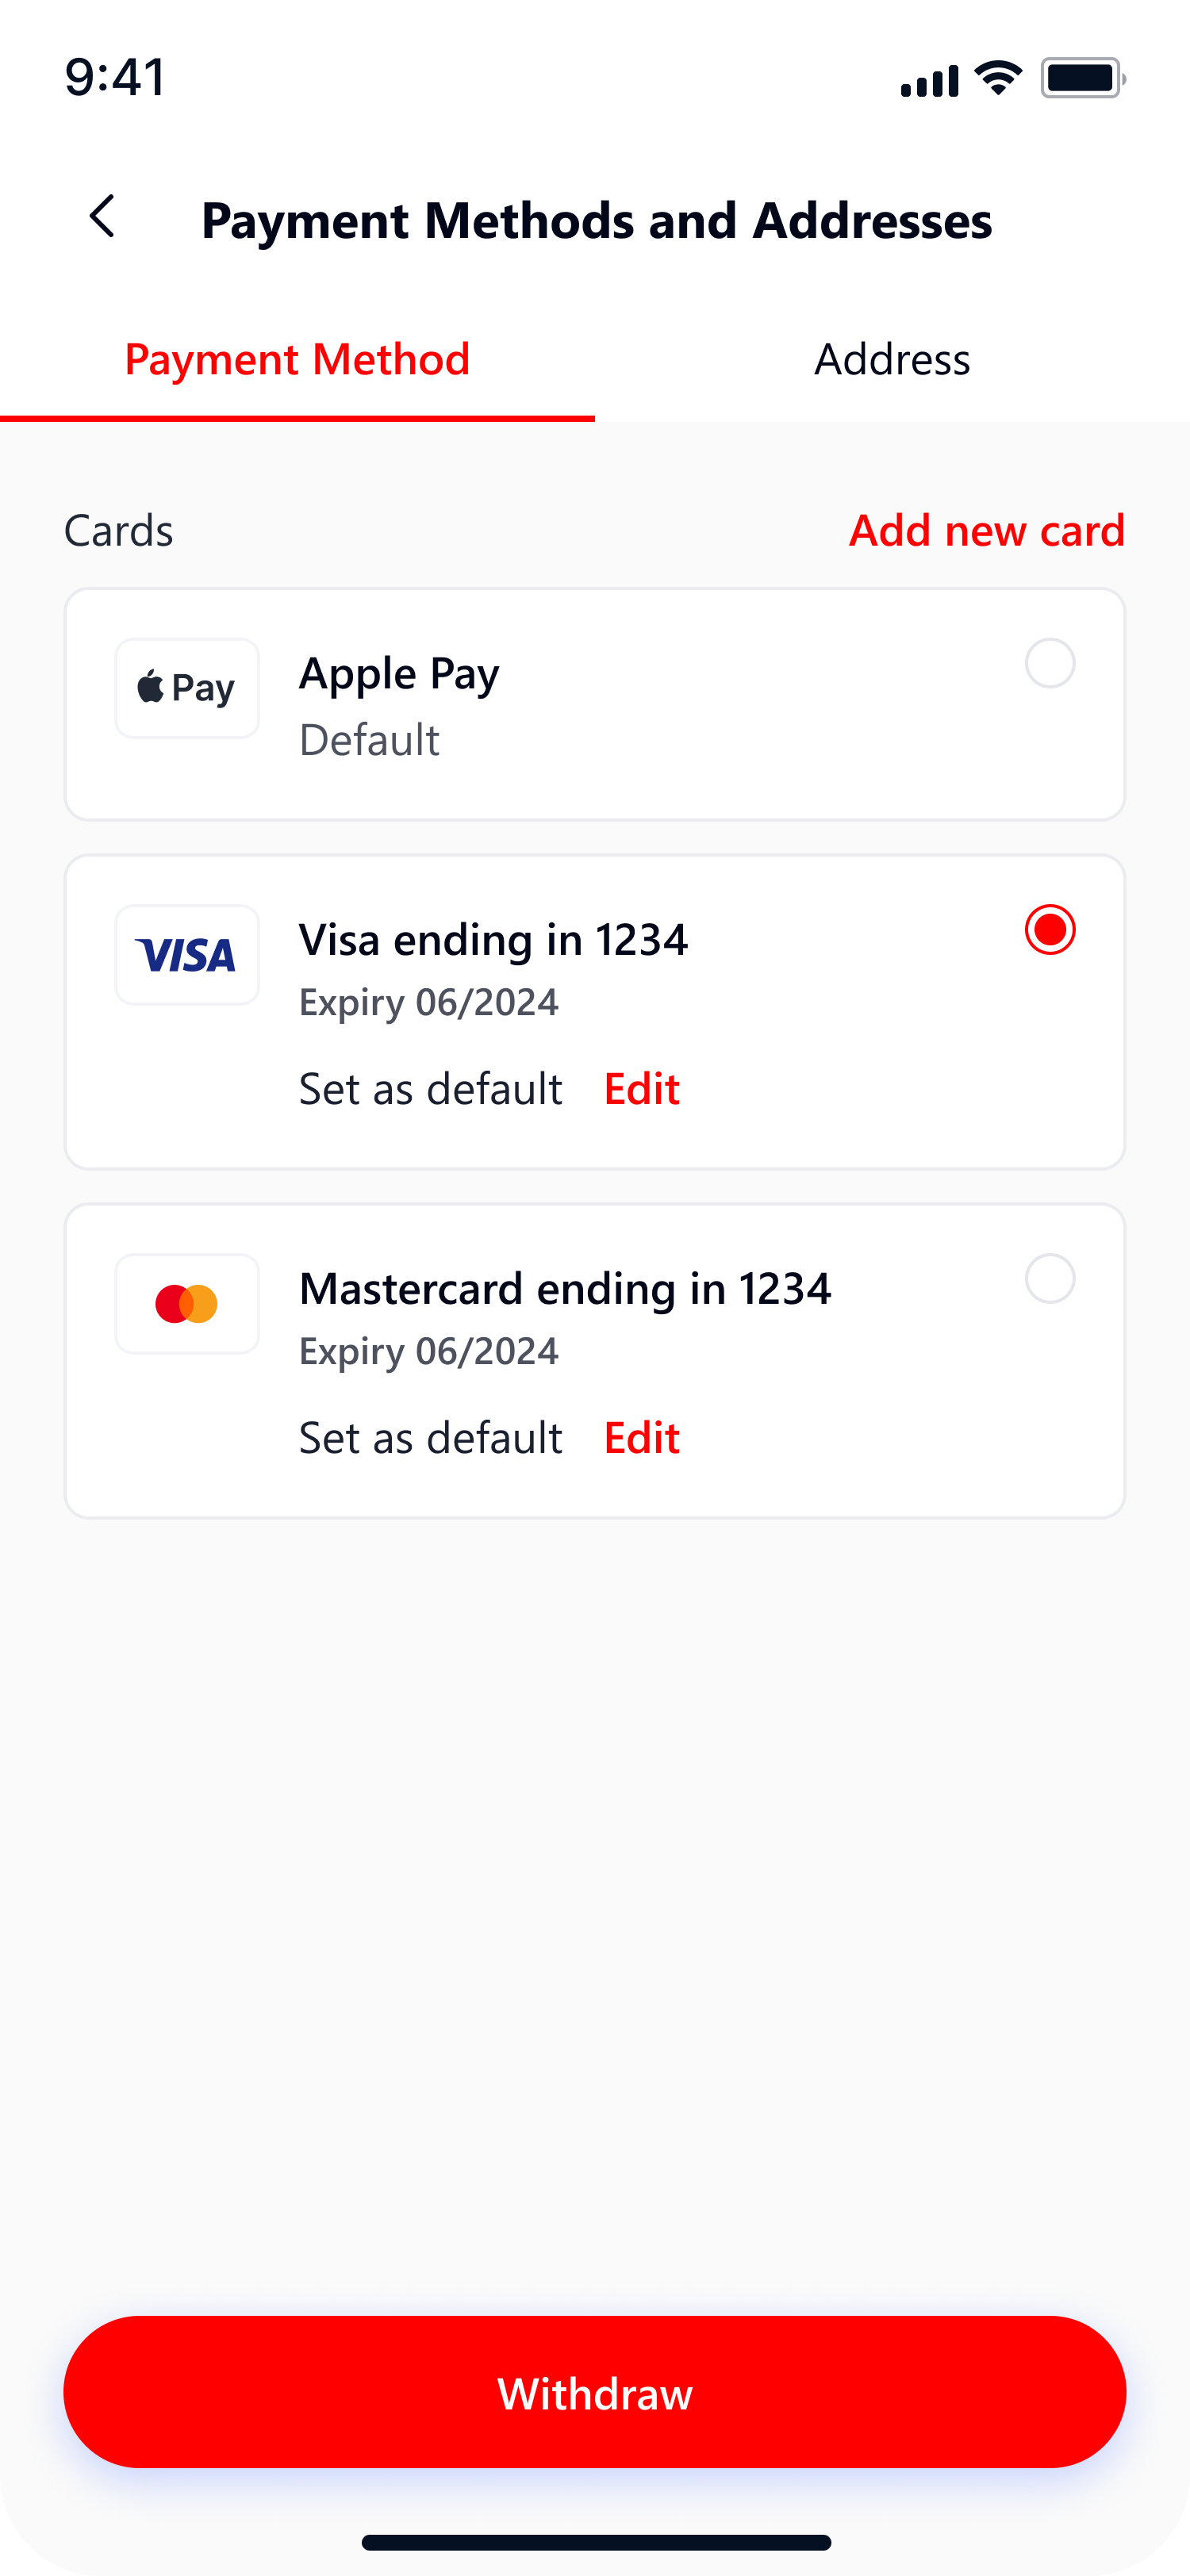 9:41
Payment Methods and Addresses
Payment Method
Address
Cards
Add new card
Pay
Apple Pay
Default
VISA
Visa ending in 1234
Expiry 06/2024
Set as default
Edit
Mastercard ending in 1234
Expiry 06/2024
Set as default
Edit
Withdraw